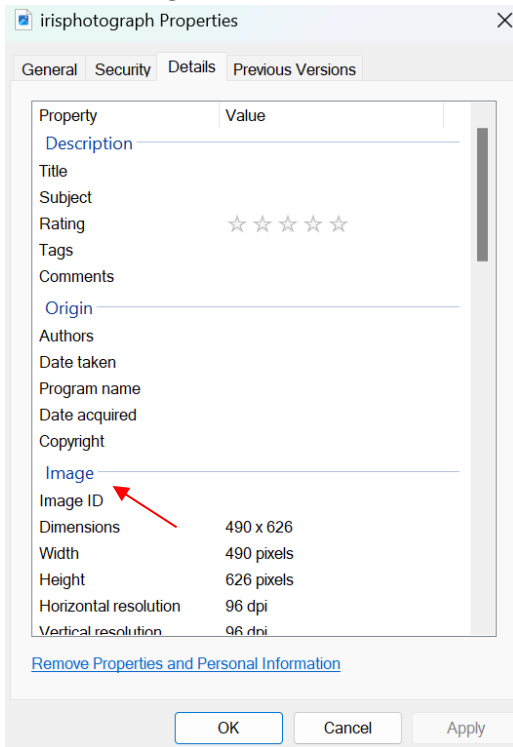 irisphotograph Properties
General Security Details Previous Versions
Property Value
Description
Title
Subject
Rating
Tags
Comments
Origin
Authors
Date taken
Program name
Date acquired
Copyright
Image
Image ID
Dimensions 490 x 626
Width 490 pixels
Height 626 pixels
Horizontal resolution 96 dpi
Vertical resolution 96 dpi
Remove Properties and Personal Information
OK Cancel Apply